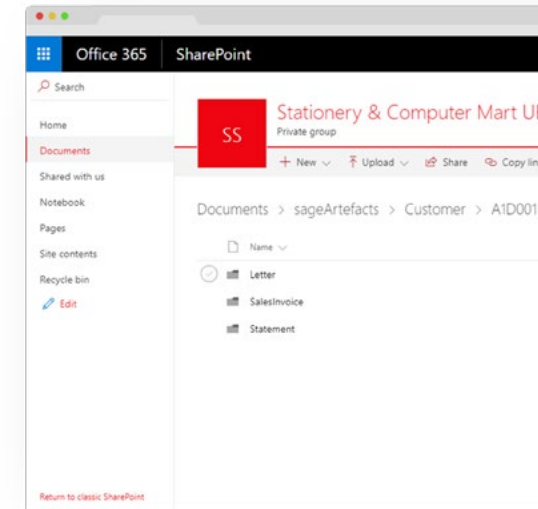 Office 365 SharePoint
Search
Home
Documents
Shared with us
Notebook
Pages
Site contents
Recycle bin
Edit
Return to classic SharePoint
SS
Stationery & Computer Mart
Private group
New Upload Share Copy
Documents > sageArtefacts > Customer > A1D001
Name
Letter
SalesInvoice
Statement